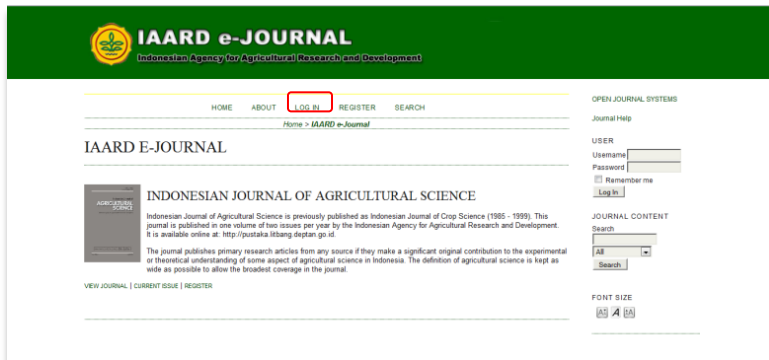 IAARD e-JOURNAL
Indonesian Agency for Agricultural Research and Development
HOME ABOUT LOG IN REGISTER SEARCH
Home > IAARD e-Journal
IAARD E-JOURNAL
AGRICULTURAL
SCIENCE
INDONESIAN JOURNAL OF AGRICULTURAL SCIENCE
Indonesian Journal of Agricultural Science is previously published as Indonesian Journal of Crop Science (1985 - 1999). This
journal is published in one volume of two issues per year by the Indonesian Agency for Agricultural Research and Development.
It is available online at: http://pustaka.litbang.deptan.go.id.
The journal publishes primary research articles from any source if they make a significant original contribution to the experimental
or theoretical understanding of some aspect of agricultural science in Indonesia. The definition of agricultural science is kept as
wide as possible to allow the broadest coverage in the journal.
VIEW JOURNAL | CURRENT ISSUE | REGISTER
OPEN JOURNAL SYSTEMS
Journal Help
USER
Username
Password
Remember me
Log In
JOURNAL CONTENT
Search
All
Search
FONT SIZE
A A A